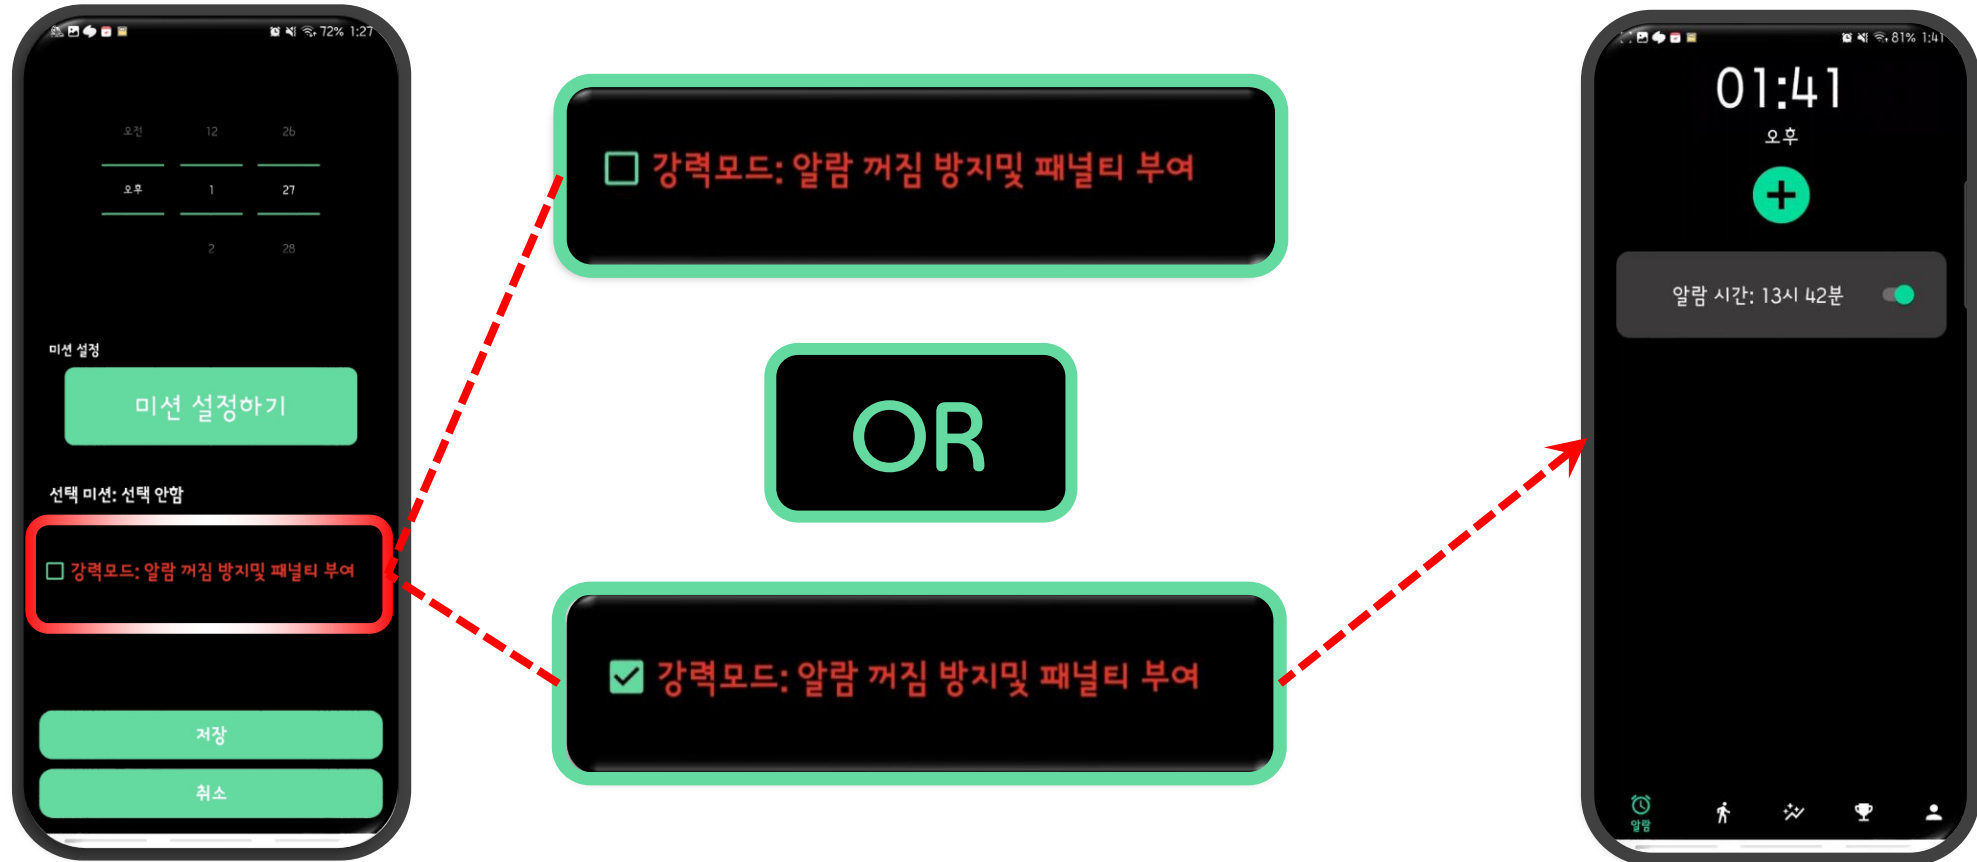 72% 1:27
오전 12 26
오후 1 27
2 28
미션 설정
미션 설정하기
선택 미션: 선택 안함
강력모드: 알람 꺼짐 방지및 패널티 부여
저장
취소
강력모드: 알람 꺼짐 방지및 패널티 부여
OR
강력모드: 알람 꺼짐 방지및 패널티 부여
81% 1:41
01:41
오후
알람 시간: 13시 42분
알람